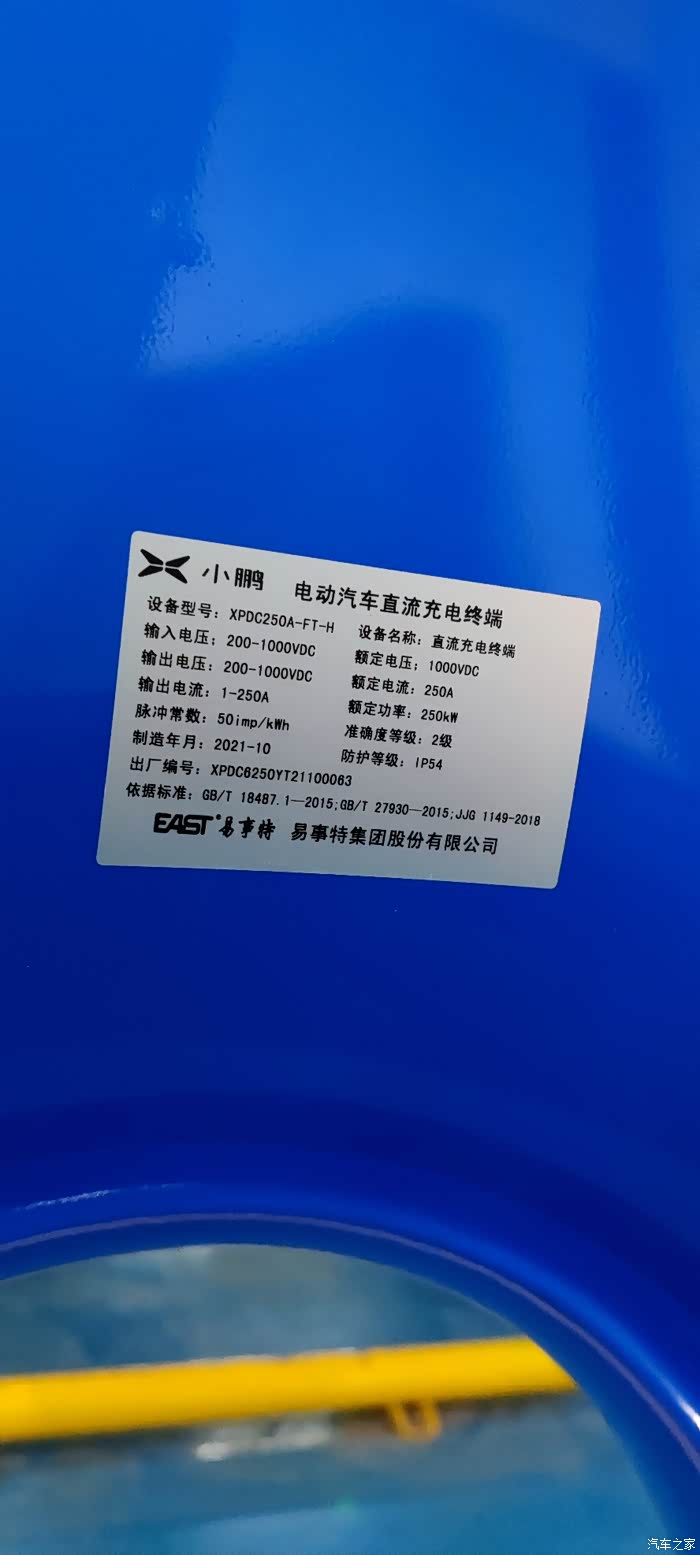 小鹏 电动汽车直流充电终端
设备型号：XPDC250A-FT-H 设备名称：直流充电终端
输入电压：200-1000VDC 额定电压：1000VDC
输出电压：200-1000VDC 额定电流：250A
输出电流：1-250A 额定功率：250kW
脉冲常数：50imp/kWh 准确度等级：2级
制造年月：2021-10 防护等级：IP54
出厂编号：XPDC6250YT21100063
依据标准：GB/T 18487.1—2015;GB/T 27930—2015;JJG 1149-2018
EAST 易事特 易事特集团股份有限公司
汽车之家